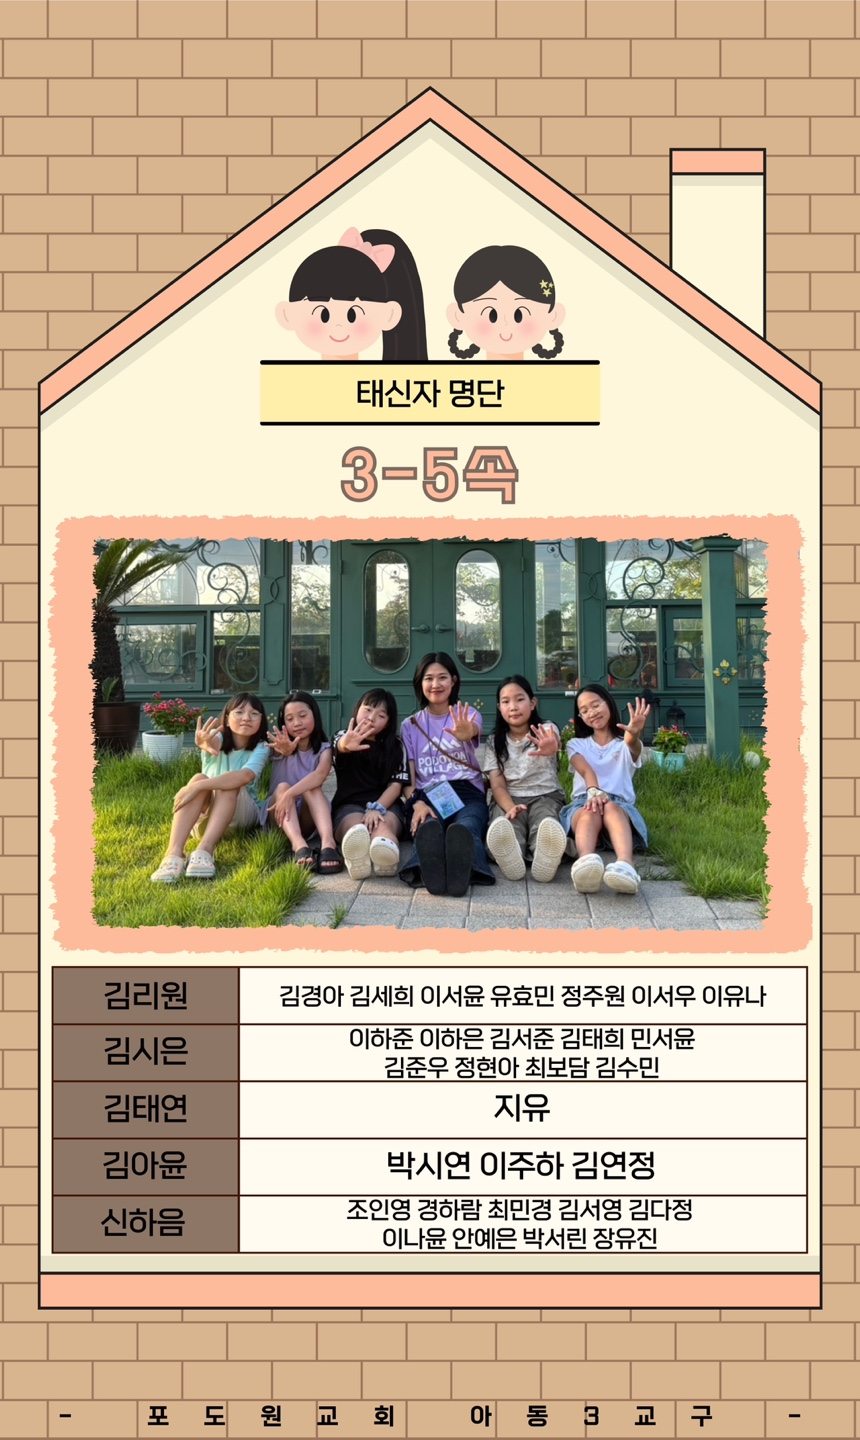 태신자 명단
3-5속
PODOWON
VILLAGE
김리원 김경아 김세희 이서윤 유효민 정주원 이서우 이유나
김시은 이하준 이하은 김서준 김태희 민서윤
김준우 정현아 최보담 김수민
김태연 지유
김아윤 박시연 이주하 김연정
신하음 조인영 경하람 최민경 김서영 김다정
이나윤 안예은 박서린 장유진
- 포도원교회 아동3교구 -